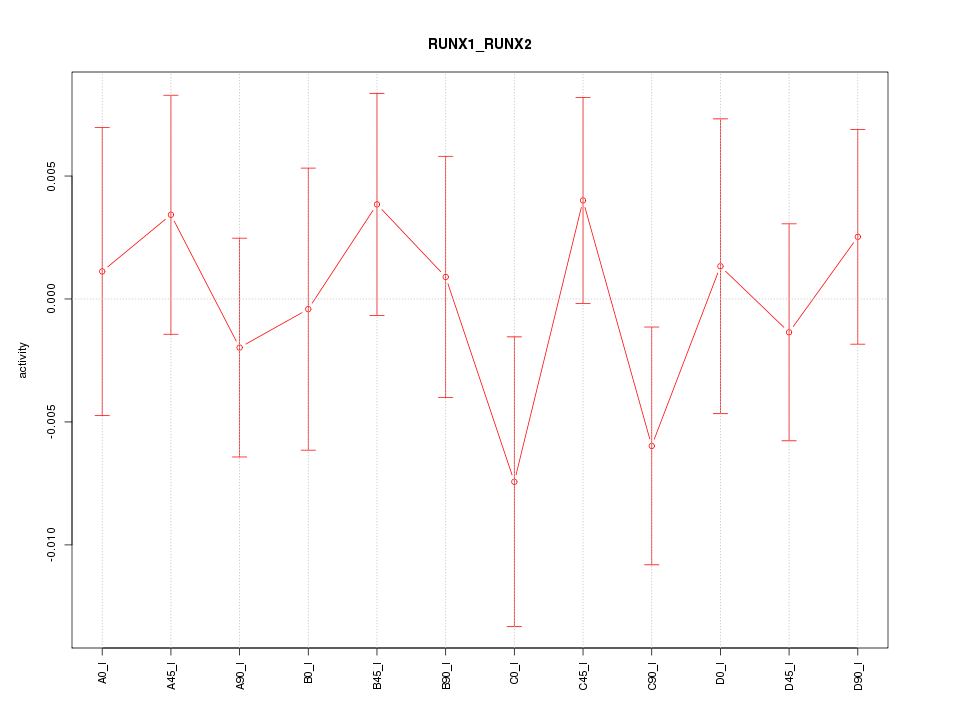 RUNX1_RUNX2
activity
0.005
0.000
-0.005
-0.010
A0_I
A45_I
A90_I
B0_I
B45_I
B90_I
C0_I
C45_I
C90_I
D0_I
D45_I
D90_I